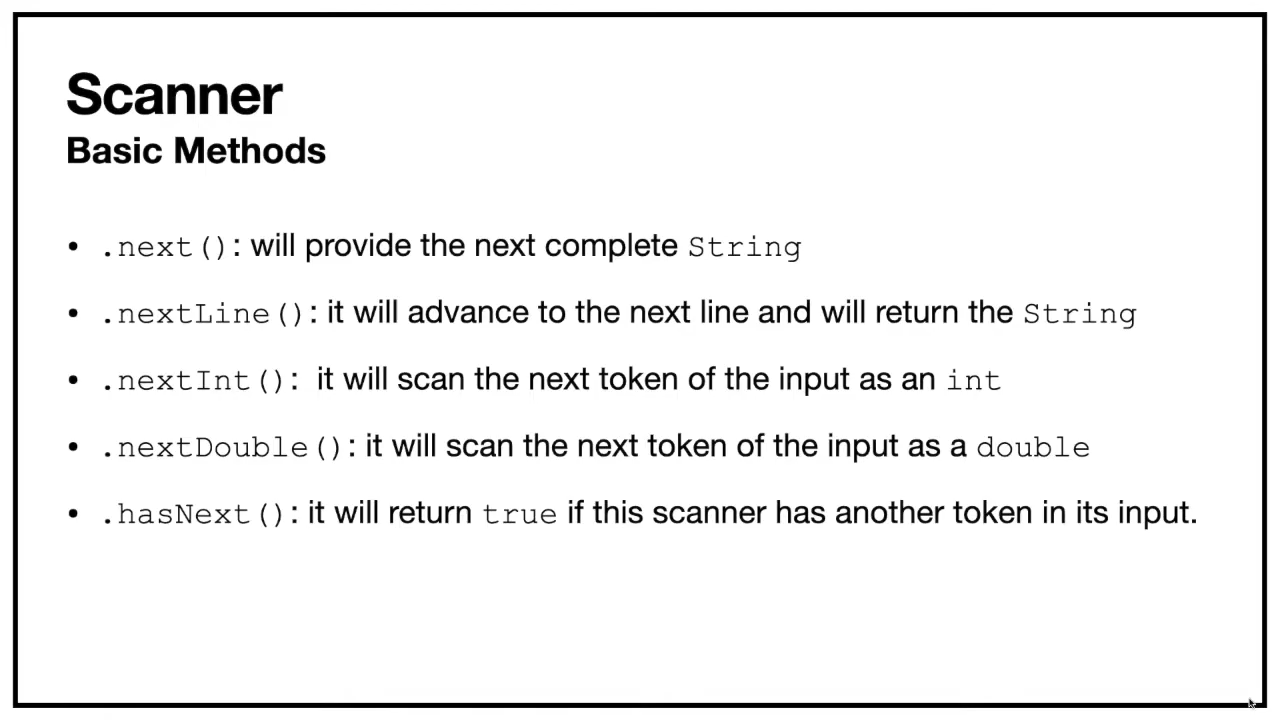 Scanner
Basic Methods
• .next(): will provide the next complete String
• .nextLine(): it will advance to the next line and will return the String
• .nextInt(): it will scan the next token of the input as an int
• .nextDouble(): it will scan the next token of the input as a double
• .hasNext(): it will return true if this scanner has another token in its input.